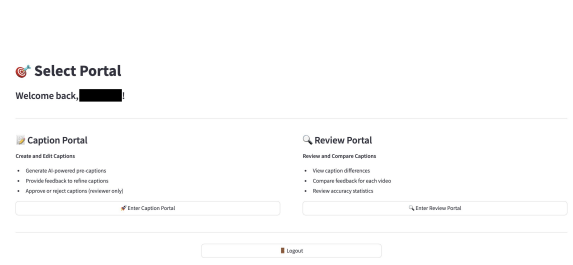 🎯 Select Portal
Welcome back, !
📝 Caption Portal
Create and Edit Captions
• Generate AI-powered pre-captions
• Provide feedback to refine captions
• Approve or reject captions (reviewer only)
🚀 Enter Caption Portal
🔍 Review Portal
Review and Compare Captions
• View caption differences
• Compare feedback for each video
• Review accuracy statistics
🔍 Enter Review Portal
🚪 Logout